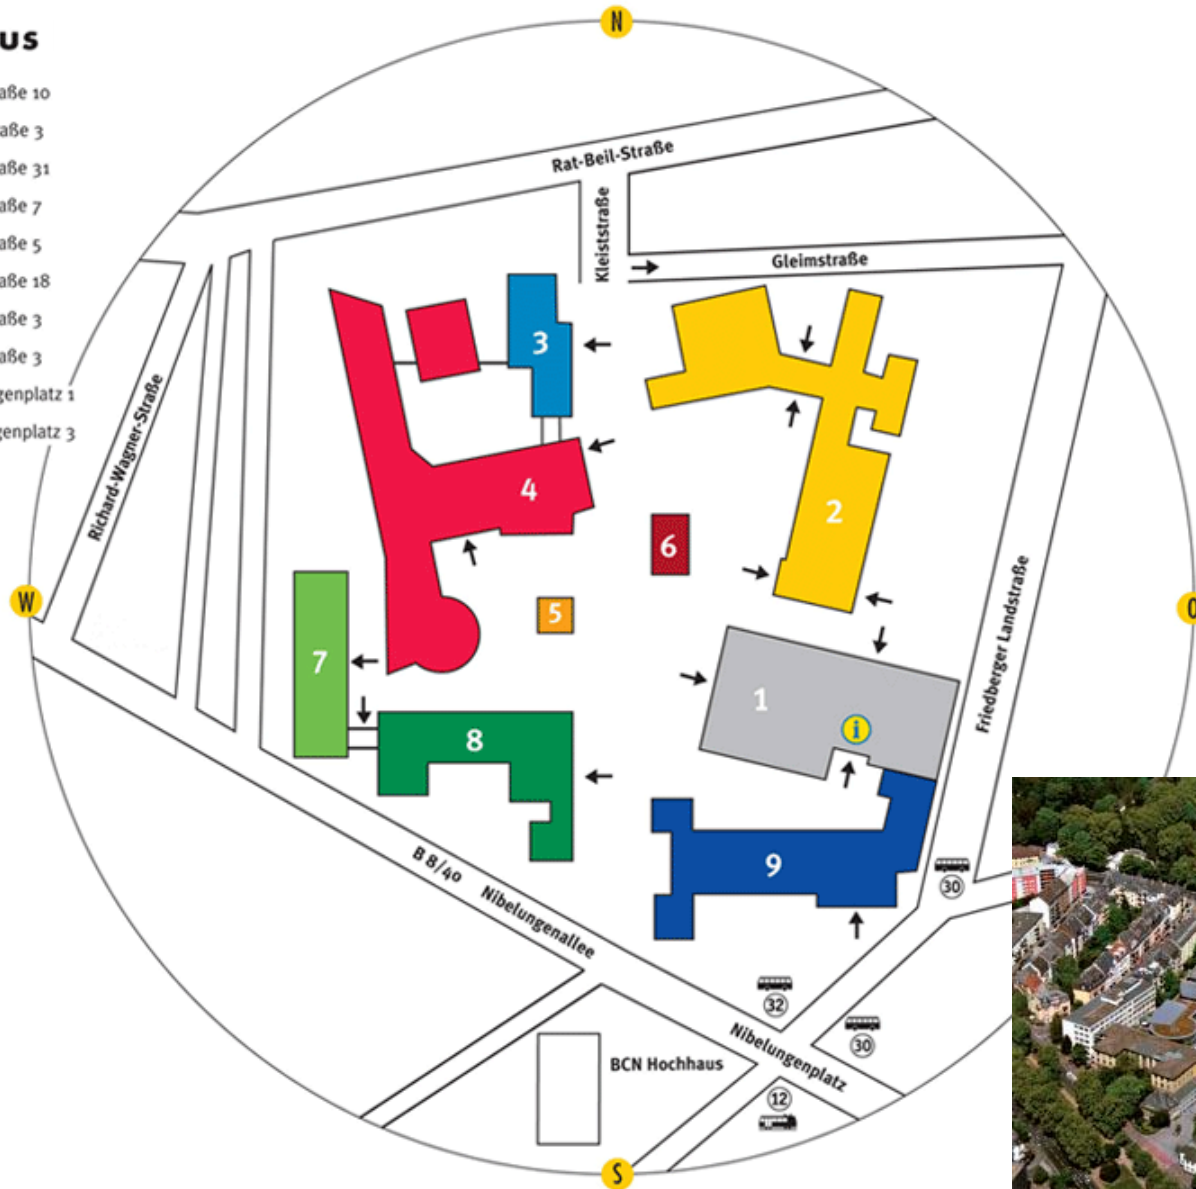 us
aße 10
raße 3
aße 31
aße 7
aße 5
aße 18
aße 3
aße 3
genplatz 1
genplatz 3
N
Rat-Beil-Straße
Kleiststraße
Gleimstraße
Richard-Wagner-Straße
3
4
2
6
5
W
O
7
1
i
8
Friedberger Landstraße
9
30
B 8/40 Nibelungenallee
32
30
Nibelungenplatz
BCN Hochhaus
12
S